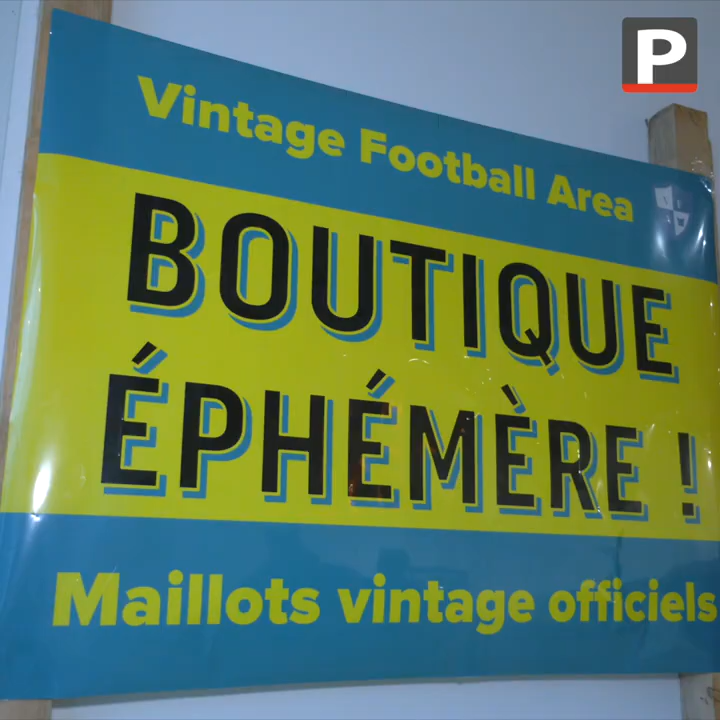 P
Vintage Football Area
BOUTIQUE
ÉPHÉMÈRE !
Maillots vintage officiels